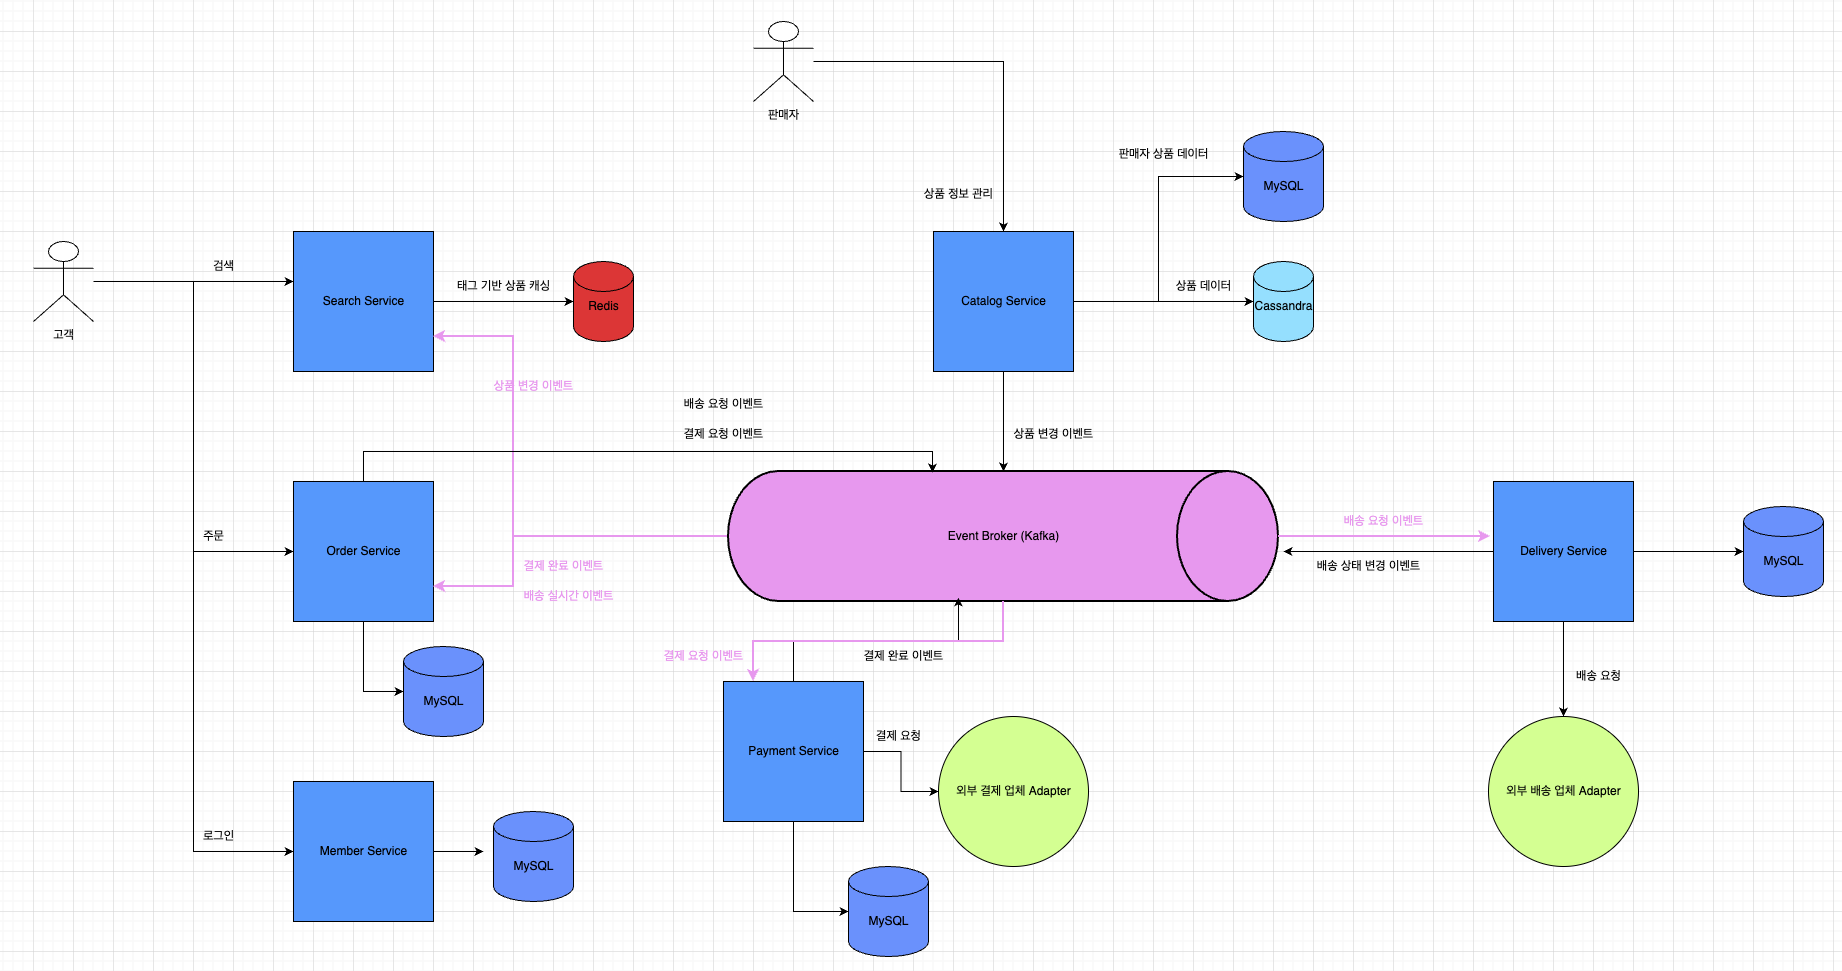 판매자
판매자 상품 데이터
MySQL
상품 정보 관리
고객
검색
Search Service
태그 기반 상품 캐싱
Redis
Catalog Service
상품 데이터
Cassandra
상품 변경 이벤트
배송 요청 이벤트
결제 요청 이벤트
상품 변경 이벤트
주문
Order Service
결제 완료 이벤트
배송 실시간 이벤트
Event Broker (Kafka)
배송 요청 이벤트
배송 상태 변경 이벤트
Delivery Service
MySQL
MySQL
결제 요청 이벤트
결제 완료 이벤트
Payment Service
결제 요청
외부 결제 업체 Adapter
배송 요청
외부 배송 업체 Adapter
로그인
Member Service
MySQL
MySQL